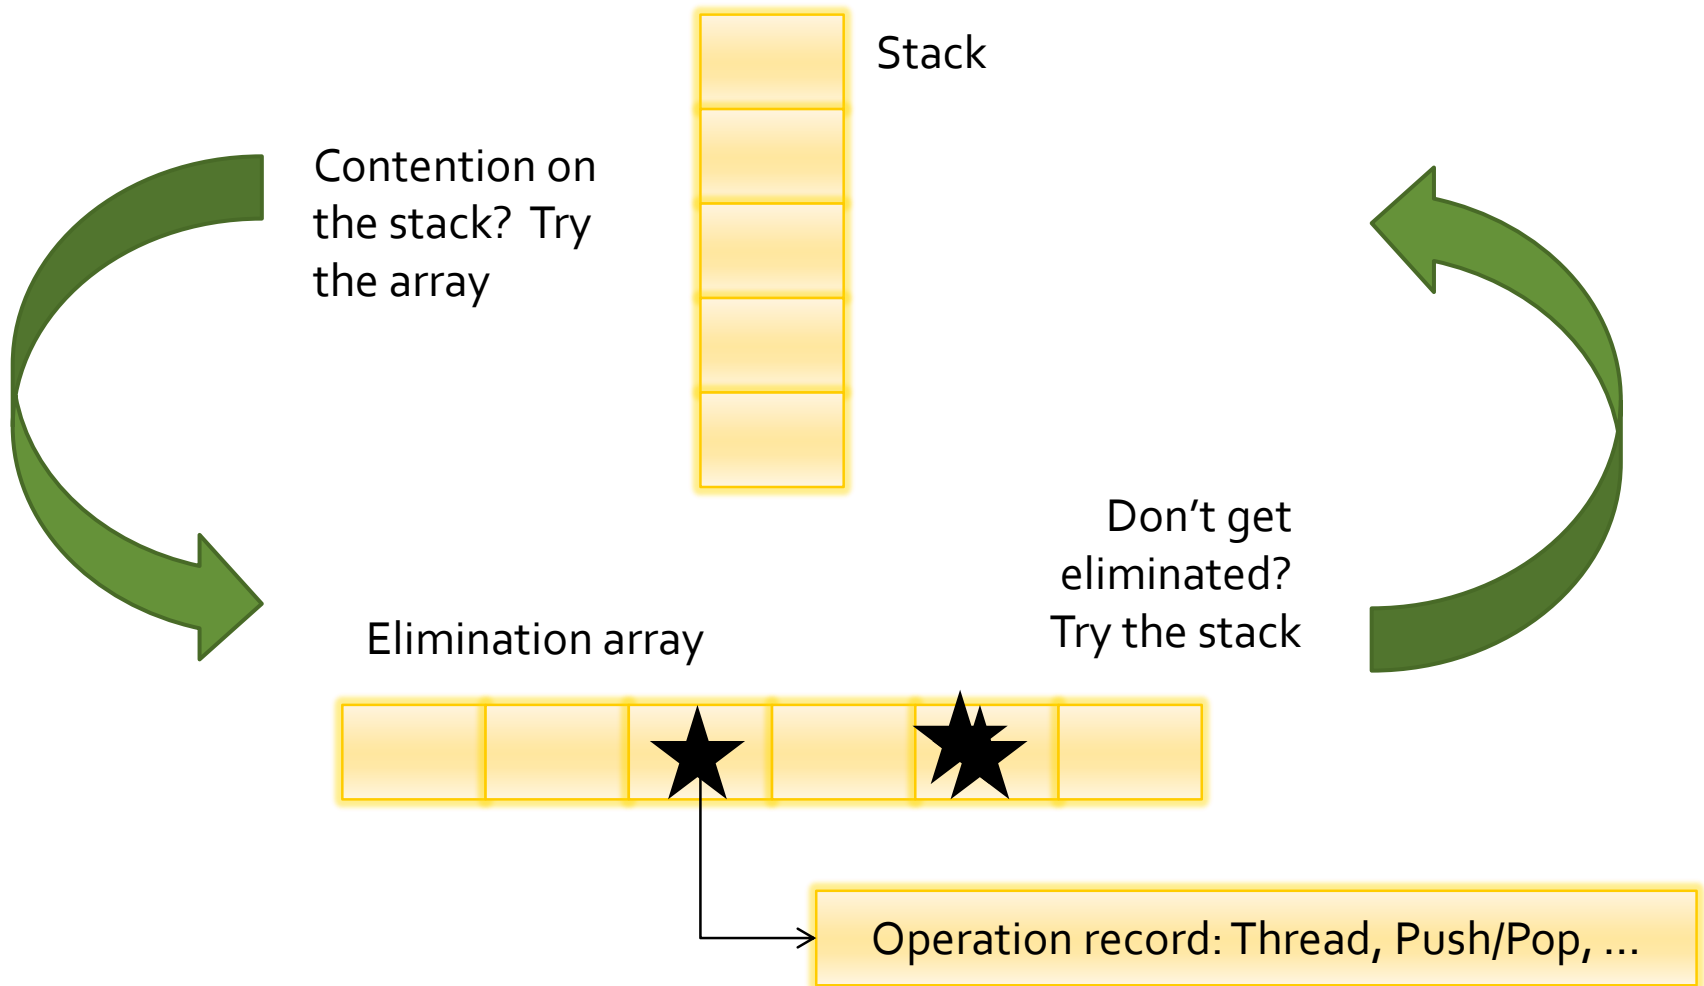 Stack
Contention on
the stack? Try
the array
Don’t get
eliminated?
Try the stack
Elimination array
Operation record: Thread, Push/Pop, …